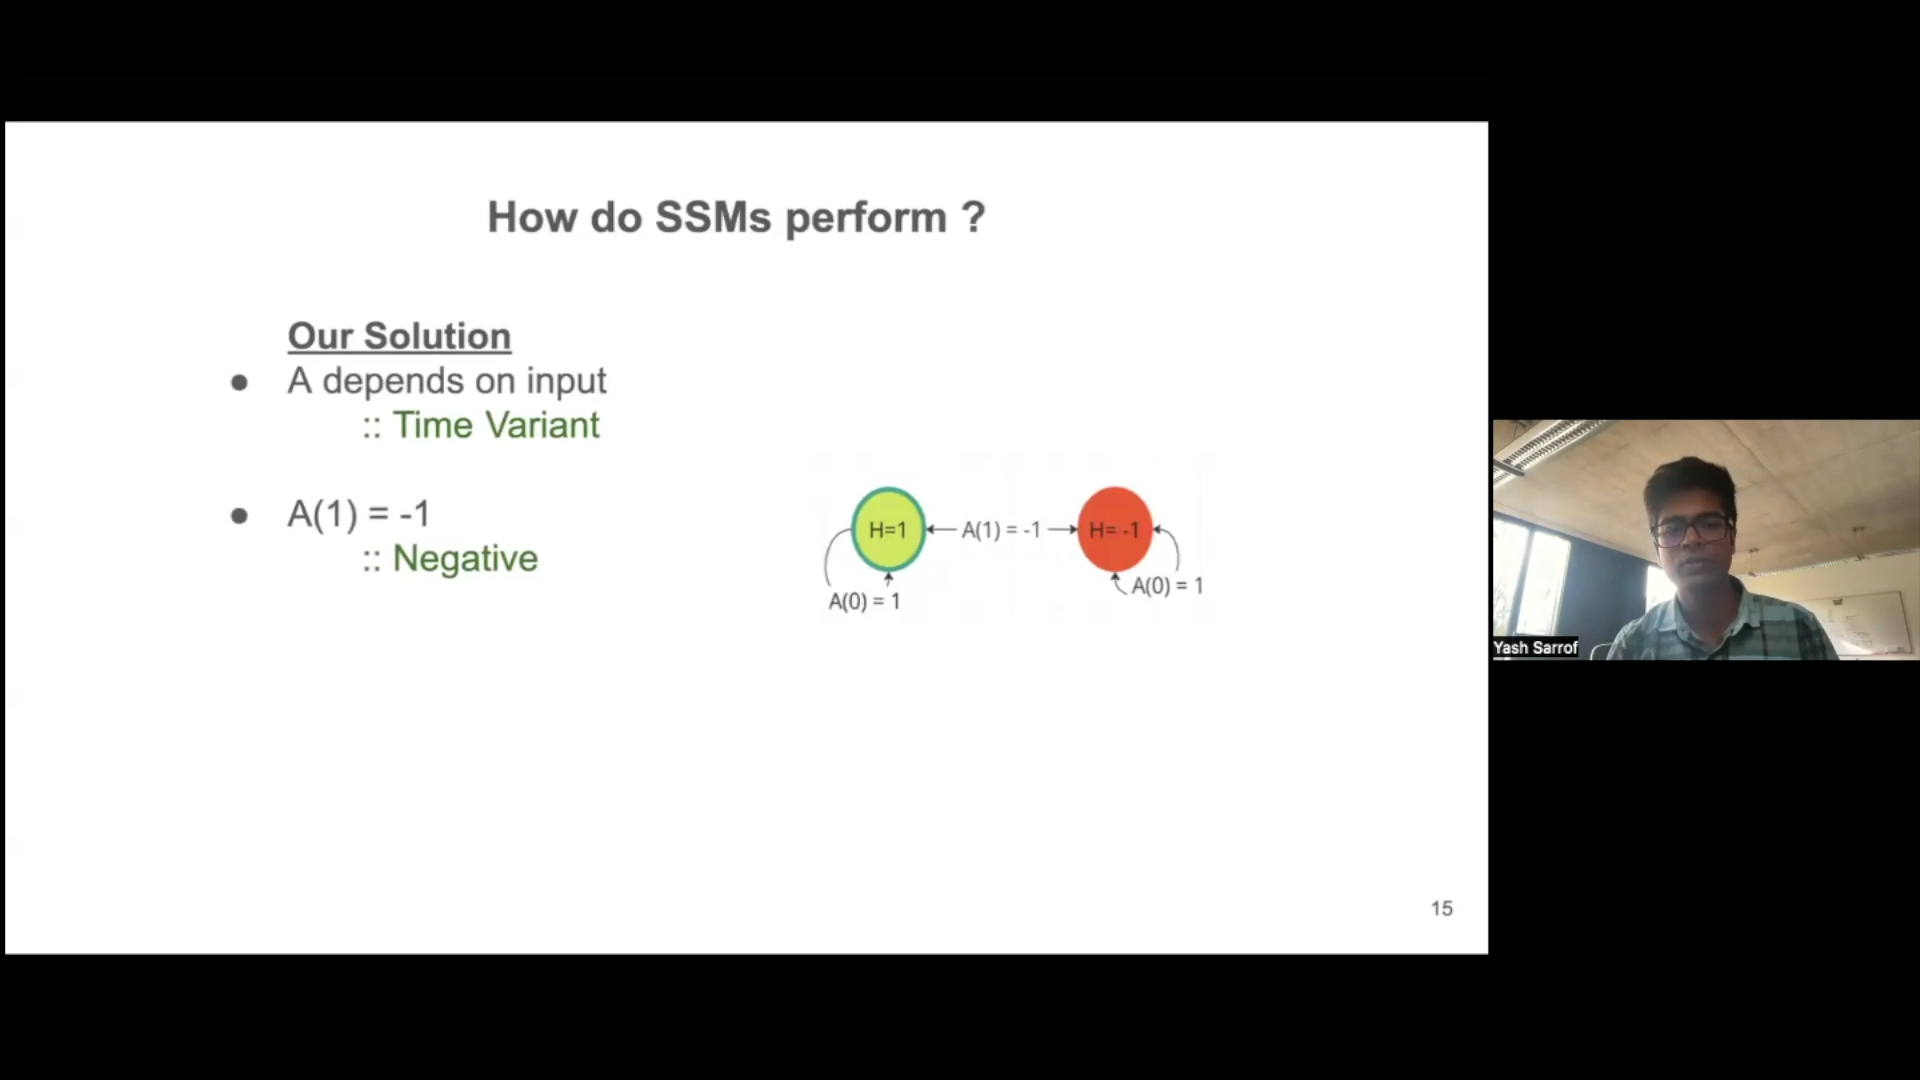 How do SSMs perform ?
Our Solution
● A depends on input
:: Time Variant
● A(1) = -1
:: Negative
H=1
A(1) = -1
H= -1
A(0) = 1
A(0) = 1
15
Yash Sarrof